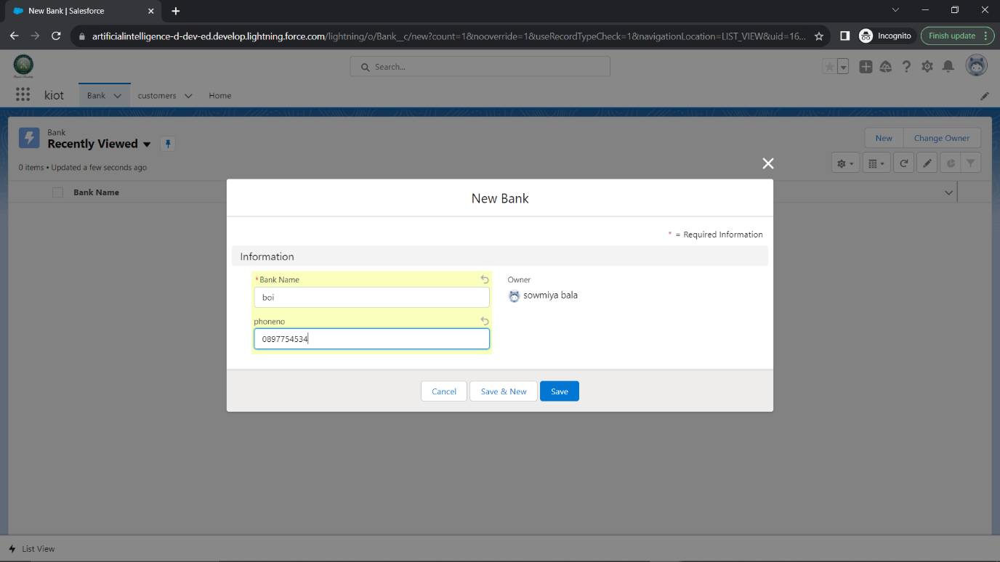 New Bank | Salesforce
artificialintelligence-d-dev-ed.develop.lightning.force.com/lightning/o/Bank__c/new?count=1&nooverride=1&useRecordTypeCheck=1&navigationLocation=LIST_VIEW&uid=16...
Incognito
Finish update
Search...
kiot
Bank
customers
Home
Bank
Recently Viewed
New
Change Owner
0 items • Updated a few seconds ago
Bank Name
New Bank
* = Required Information
Information
*Bank Name
Owner
boi
sowmiya bala
phoneno
0897754534
Cancel
Save & New
Save
List View